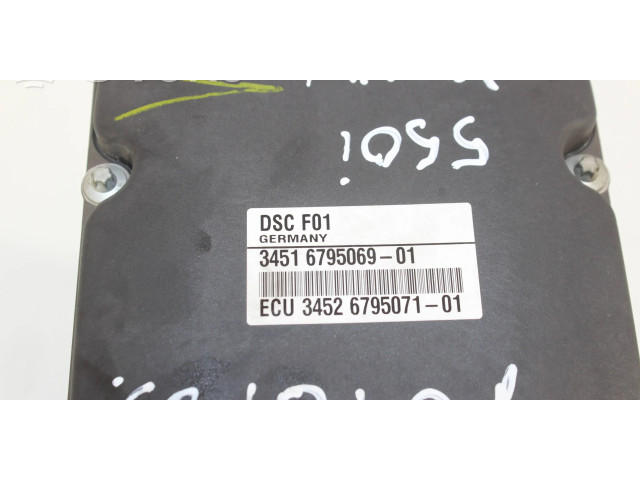 550i
DSC F01
GERMANY
3451 6795069-01
ECU 3452 6795071-01